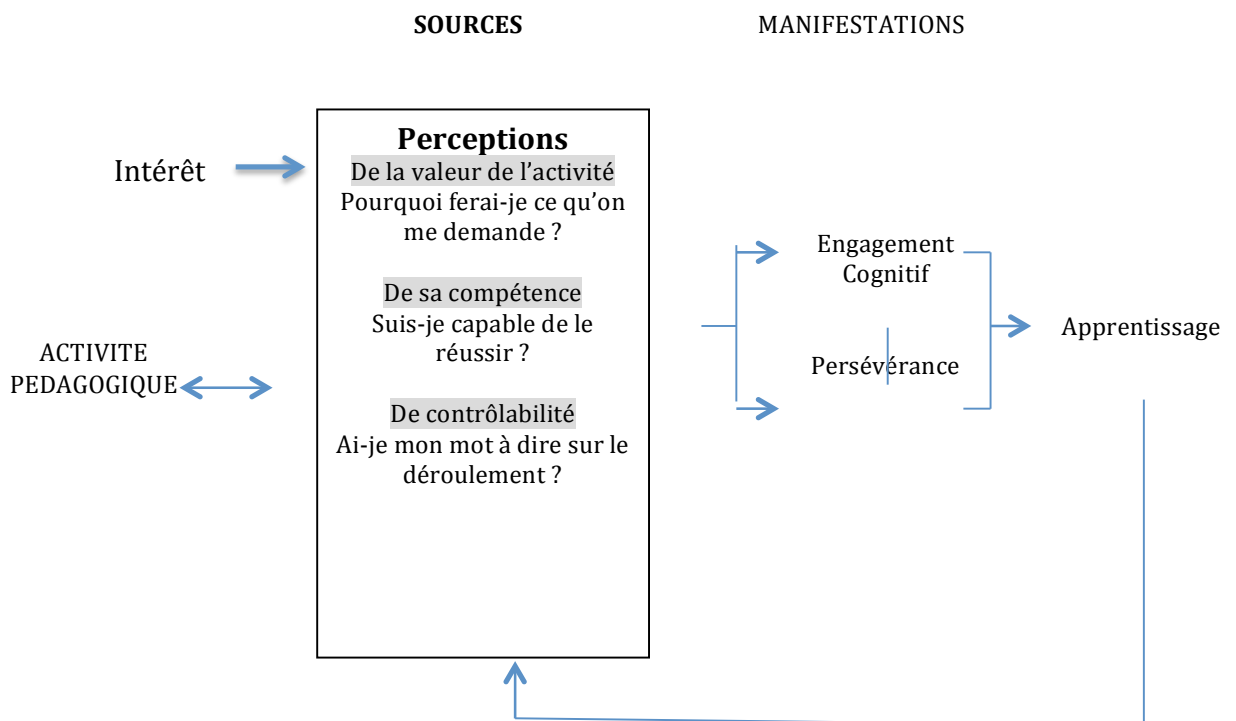 SOURCES
MANIFESTATIONS
Intérêt
Perceptions
De la valeur de l’activité
Pourquoi ferai-je ce qu’on
me demande ?
De sa compétence
Suis-je capable de le
réussir ?
De contrôlabilité
Ai-je mon mot à dire sur le
déroulement ?
ACTIVITE
PEDAGOGIQUE
Engagement
Cognitif
Persévérance
Apprentissage